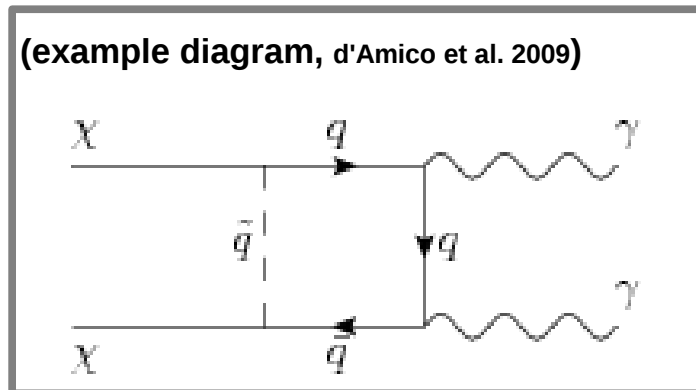 (example diagram, d'Amico et al. 2009)
χ q γ
q̃ q
χ q̄ γ